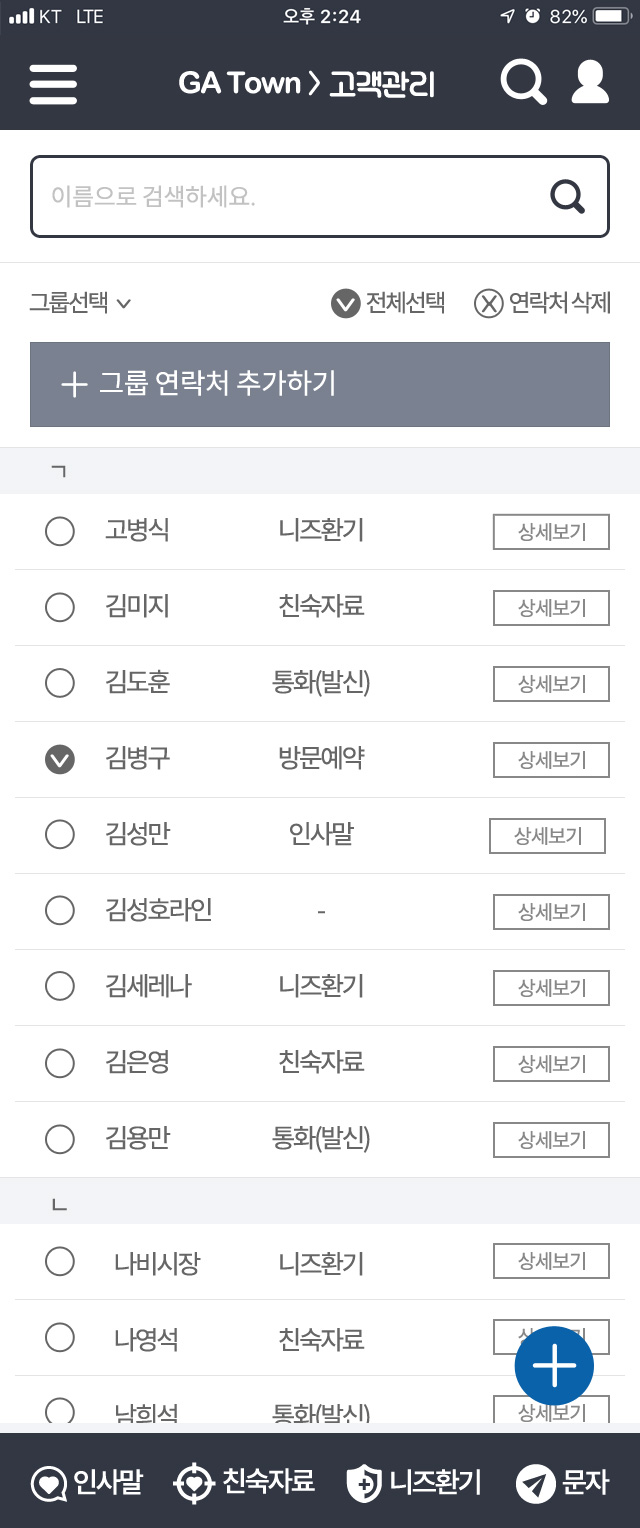 KT LTE 오후 2:24 82%
GA Town > 고객관리
이름으로 검색하세요.
그룹선택 전체선택 연락처 삭제
+ 그룹 연락처 추가하기
ㄱ
고병식 니즈환기 상세보기
김미지 친숙자료 상세보기
김도훈 통화(발신) 상세보기
김병구 방문예약 상세보기
김성만 인사말 상세보기
김성호라인 - 상세보기
김세레나 니즈환기 상세보기
김은영 친숙자료 상세보기
김용만 통화(발신) 상세보기
ㄴ
나비시장 니즈환기 상세보기
나영석 친숙자료
남희석 통화(발신) 상세보기
인사말 친숙자료 니즈환기 문자